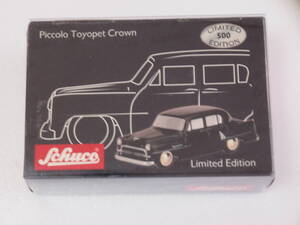 Piccolo Toyopet Crown
LIMITED
500
EDITION
Schuco
Limited Edition